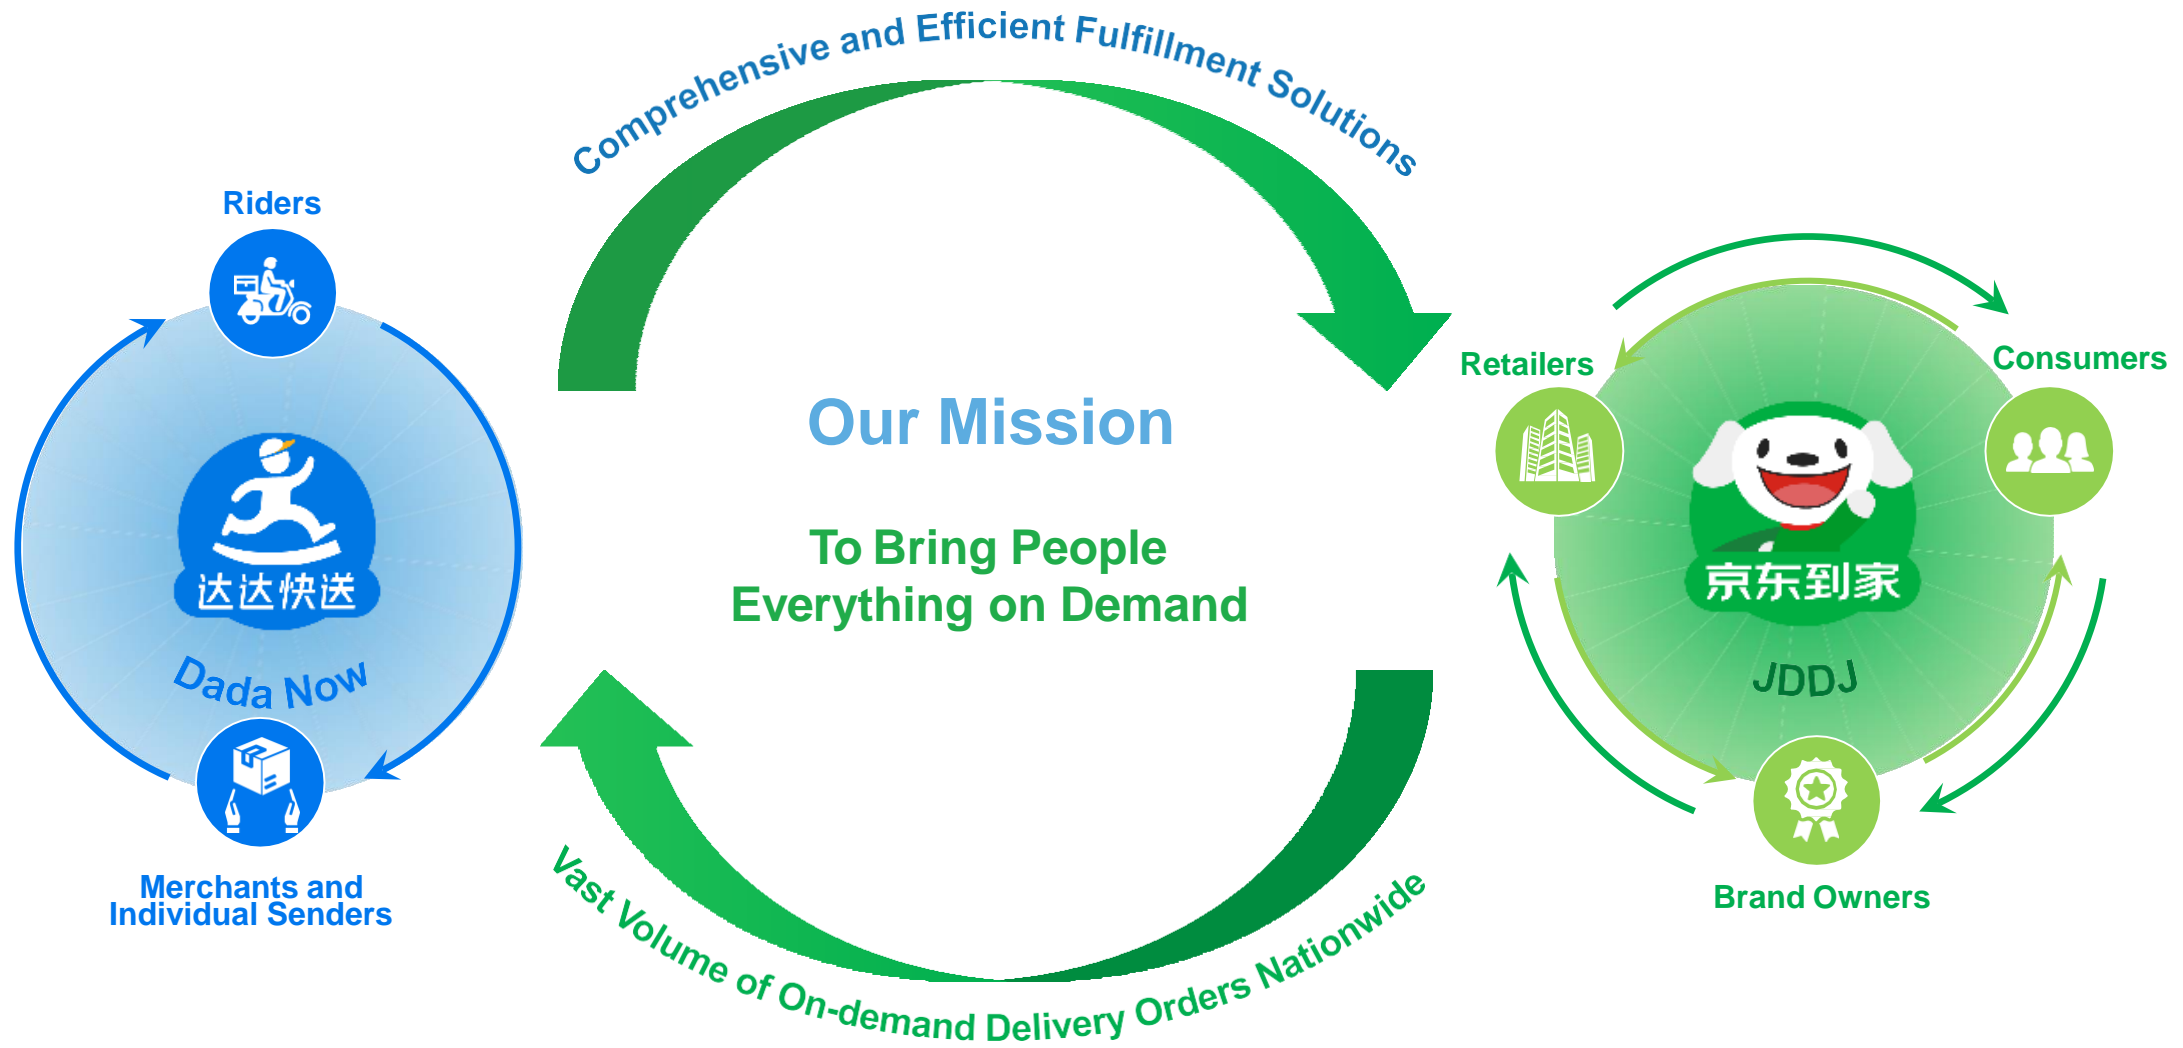 Comprehensive and Efficient Fulfillment Solutions
Riders
达达快送
Dada Now
Merchants and
Individual Senders
Our Mission
To Bring People
Everything on Demand
Retailers
Consumers
京东到家
JDDJ
Brand Owners
Vast Volume of On-demand Delivery Orders Nationwide